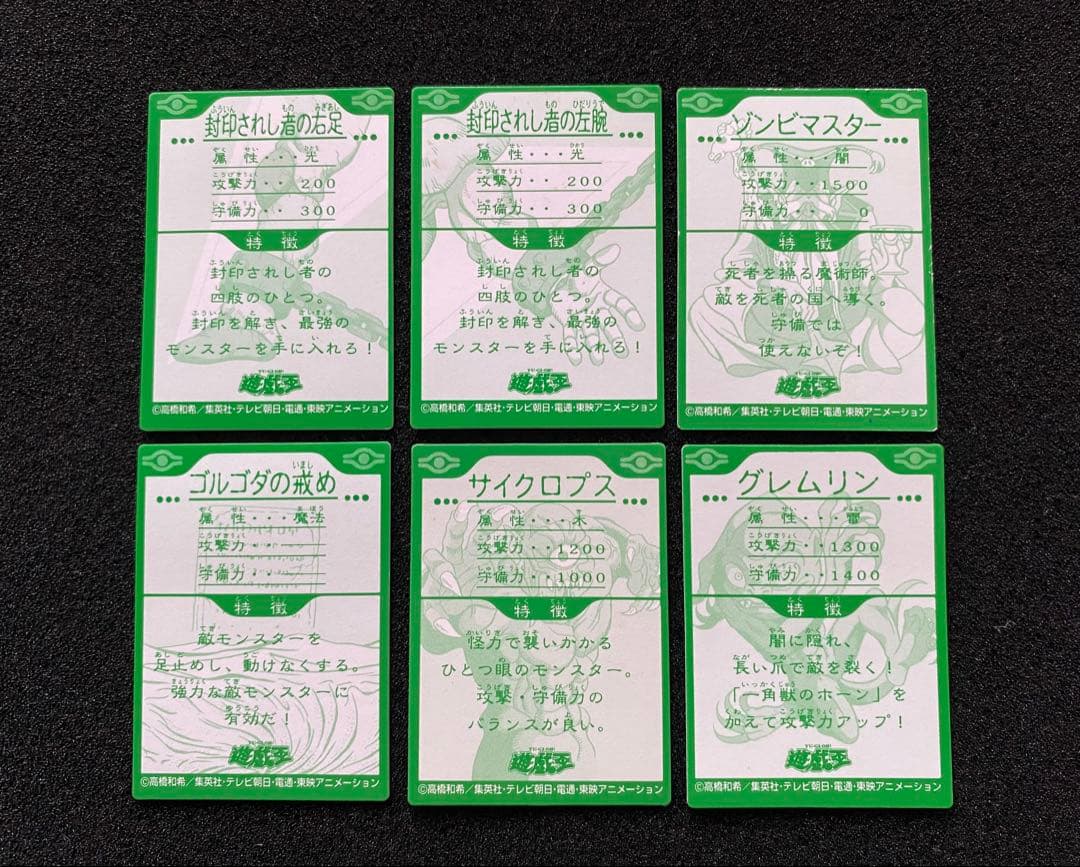 封印されし者の右足
属性・・・光
攻撃力・・200
守備力・・300
特徴
封印されし者の
四肢のひとつ。
封印を解き、最強の
モンスターを手に入れろ！
遊戯王
©高橋和希／集英社・テレビ朝日・電通・東映アニメーション
封印されし者の左腕
属性・・・光
攻撃力・・200
守備力・・300
特徴
封印されし者の
四肢のひとつ。
封印を解き、最強の
モンスターを手に入れろ！
遊戯王
©高橋和希／集英社・テレビ朝日・電通・東映アニメーション
ゾンビマスター
属性・・・闇
攻撃力・・1500
守備力・・0
特徴
死者を操る魔術師。
敵を死者の国へ導く。
守備では
使えないぞ！
遊戯王
©高橋和希／集英社・テレビ朝日・電通・東映アニメーション
ゴルゴダの戒め
属性・・・魔法
攻撃力・・―
守備力・・―
特徴
敵モンスターを
足止めし、動けなくする。
強力な敵モンスターに
有効だ！
遊戯王
©高橋和希／集英社・テレビ朝日・電通・東映アニメーション
サイクロプス
属性・・・木
攻撃力・・1200
守備力・・1000
特徴
怪力で襲いかかる
ひとつ眼のモンスター。
攻撃・守備力の
バランスが良い。
遊戯王
©高橋和希／集英社・テレビ朝日・電通・東映アニメーション
グレムリン
属性・・・雷
攻撃力・・1300
守備力・・1400
特徴
闇に隠れ、
長い爪で敵を裂く！
「一角獣のホーン」を
加えて攻撃力アップ！
遊戯王
©高橋和希／集英社・テレビ朝日・電通・東映アニメーション